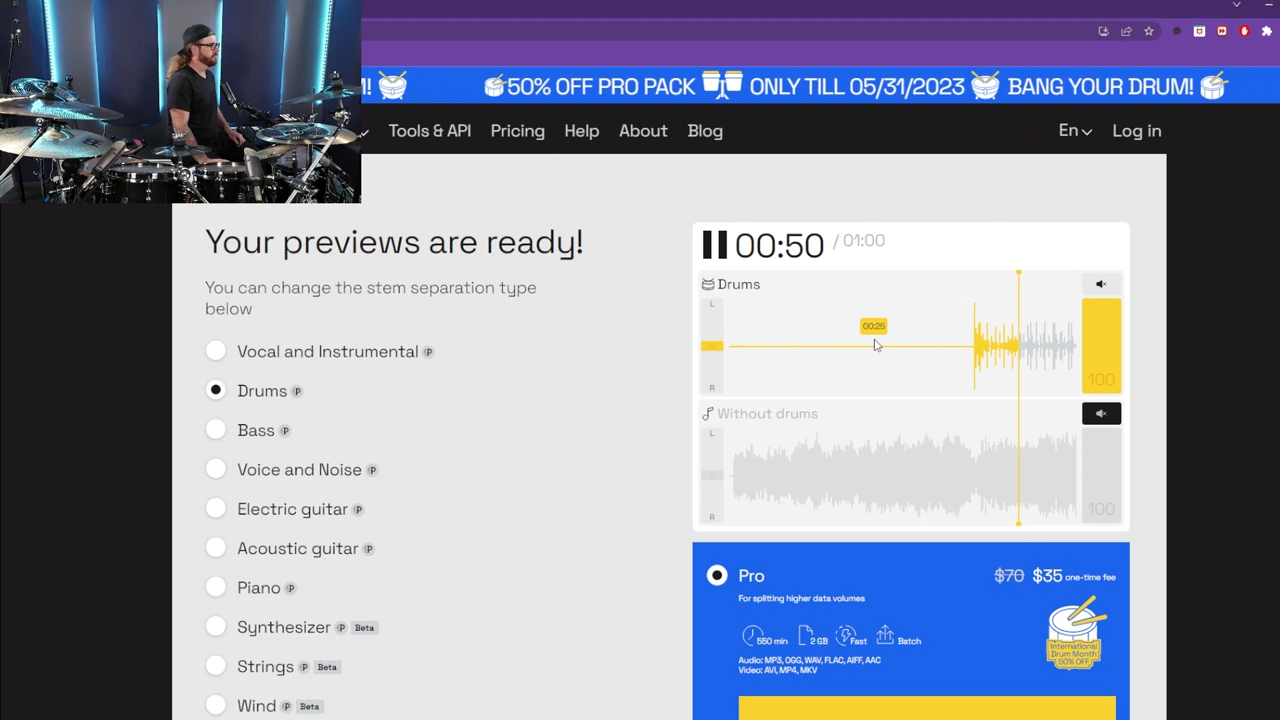 ! 50% OFF PRO PACK ONLY TILL 05/31/2023 BANG YOUR DRUM!
Tools & API Pricing Help About Blog En Log in
Your previews are ready!
You can change the stem separation type
below
Vocal and Instrumental P
Drums P
Bass P
Voice and Noise P
Electric guitar P
Acoustic guitar P
Piano P
Synthesizer P Beta
Strings P Beta
Wind P Beta
00:50 / 01:00
Drums
L
00:25
R
100
Without drums
L
R
100
Pro $70 $35 one-time fee
For splitting higher data volumes
550 min 2 GB Fast Batch
Audio: MP3, OGG, WAV, FLAC, AIFF, AAC
Video: AVI, MP4, MKV
International
Drum Month
50% OFF